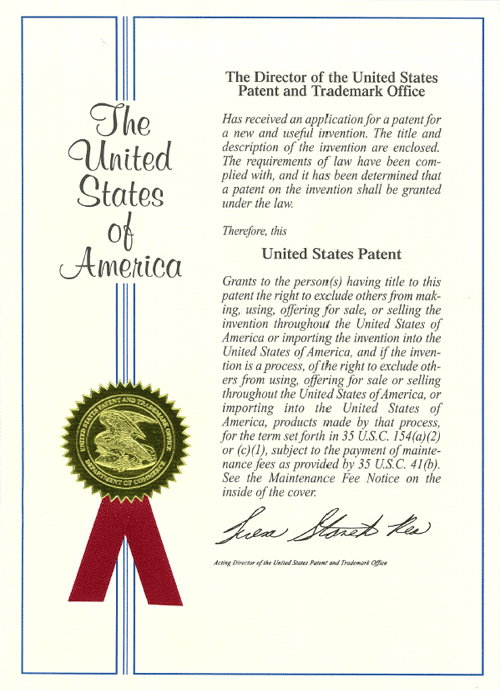 The
United
States
of
America
The Director of the United States
Patent and Trademark Office
Has received an application for a patent for
a new and useful invention. The title and
description of the invention are enclosed.
The requirements of law have been com-
plied with, and it has been determined that
a patent on the invention shall be granted
under the law.
Therefore, this
United States Patent
Grants to the person(s) having title to this
patent the right to exclude others from mak-
ing, using, offering for sale, or selling the
invention throughout the United States of
America or importing the invention into the
United States of America, and if the inven-
tion is a process, of the right to exclude oth-
ers from using, offering for sale or selling
throughout the United States of America, or
importing into the United States of
America, products made by that process,
for the term set forth in 35 U.S.C. 154(a)(2)
or (c)(1), subject to the payment of mainte-
nance fees as provided by 35 U.S.C. 41(b).
See the Maintenance Fee Notice on the
inside of the cover.
UNITED STATES PATENT AND TRADEMARK OFFICE
DEPARTMENT OF COMMERCE
Acting Director of the United States Patent and Trademark Office